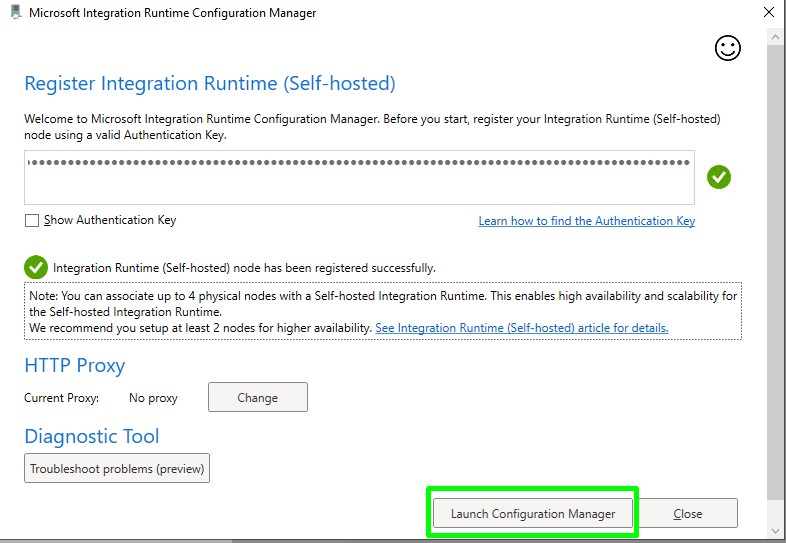 Microsoft Integration Runtime Configuration Manager
Register Integration Runtime (Self-hosted)
Welcome to Microsoft Integration Runtime Configuration Manager. Before you start, register your Integration Runtime (Self-hosted)
node using a valid Authentication Key.
Show Authentication Key
Learn how to find the Authentication Key
Integration Runtime (Self-hosted) node has been registered successfully.
Note: You can associate up to 4 physical nodes with a Self-hosted Integration Runtime. This enables high availability and scalability for
the Self-hosted Integration Runtime.
We recommend you setup at least 2 nodes for higher availability. See Integration Runtime (Self-hosted) article for details.
HTTP Proxy
Current Proxy: No proxy Change
Diagnostic Tool
Troubleshoot problems (preview)
Launch Configuration Manager Close